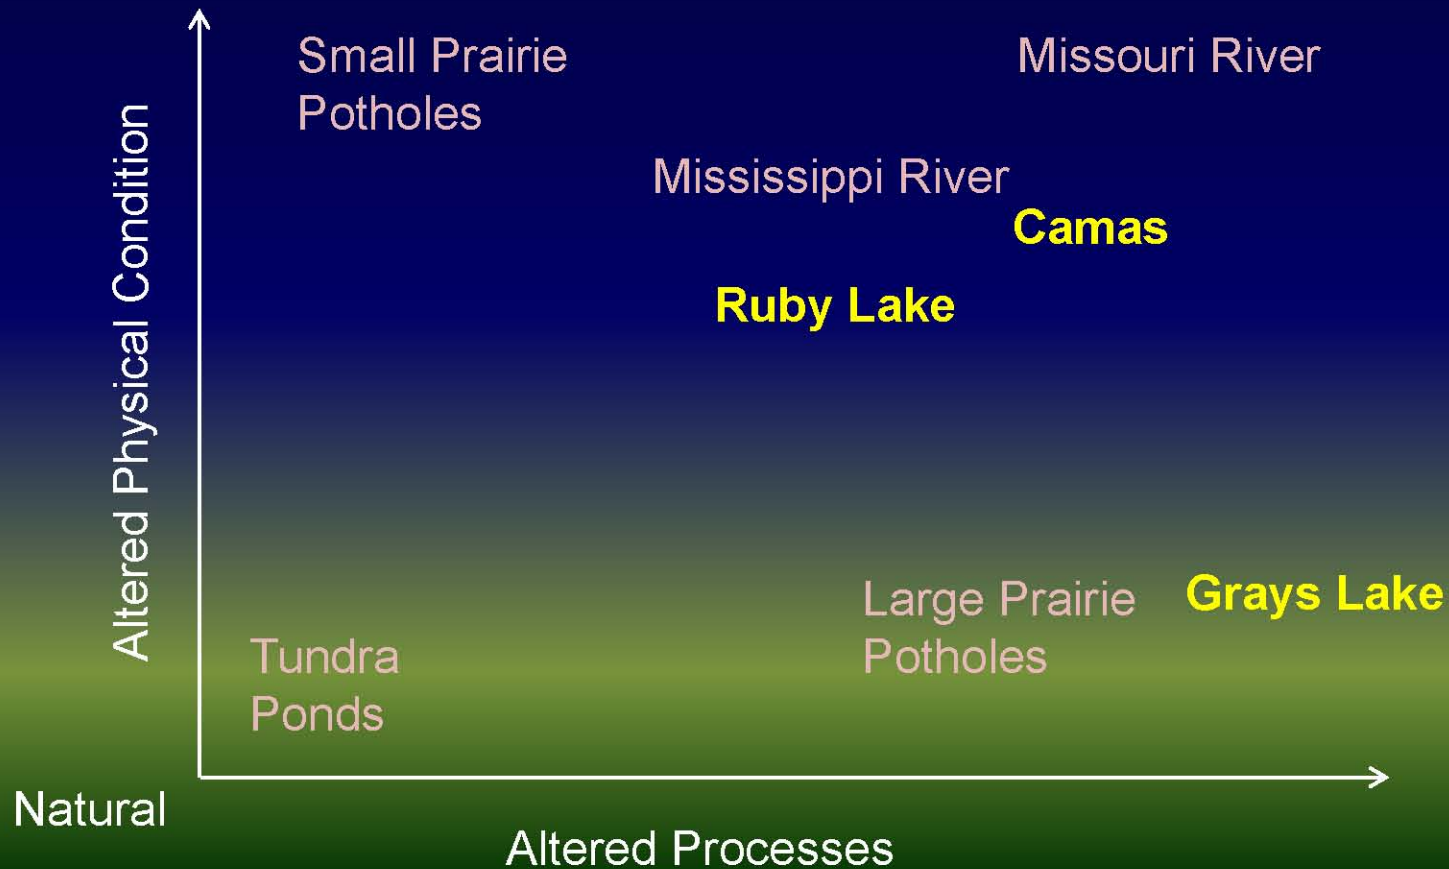 Small Prairie
Potholes
Missouri River
Mississippi River
Camas
Ruby Lake
Altered Physical Condition
Large Prairie
Potholes
Grays Lake
Tundra
Ponds
Natural
Altered Processes